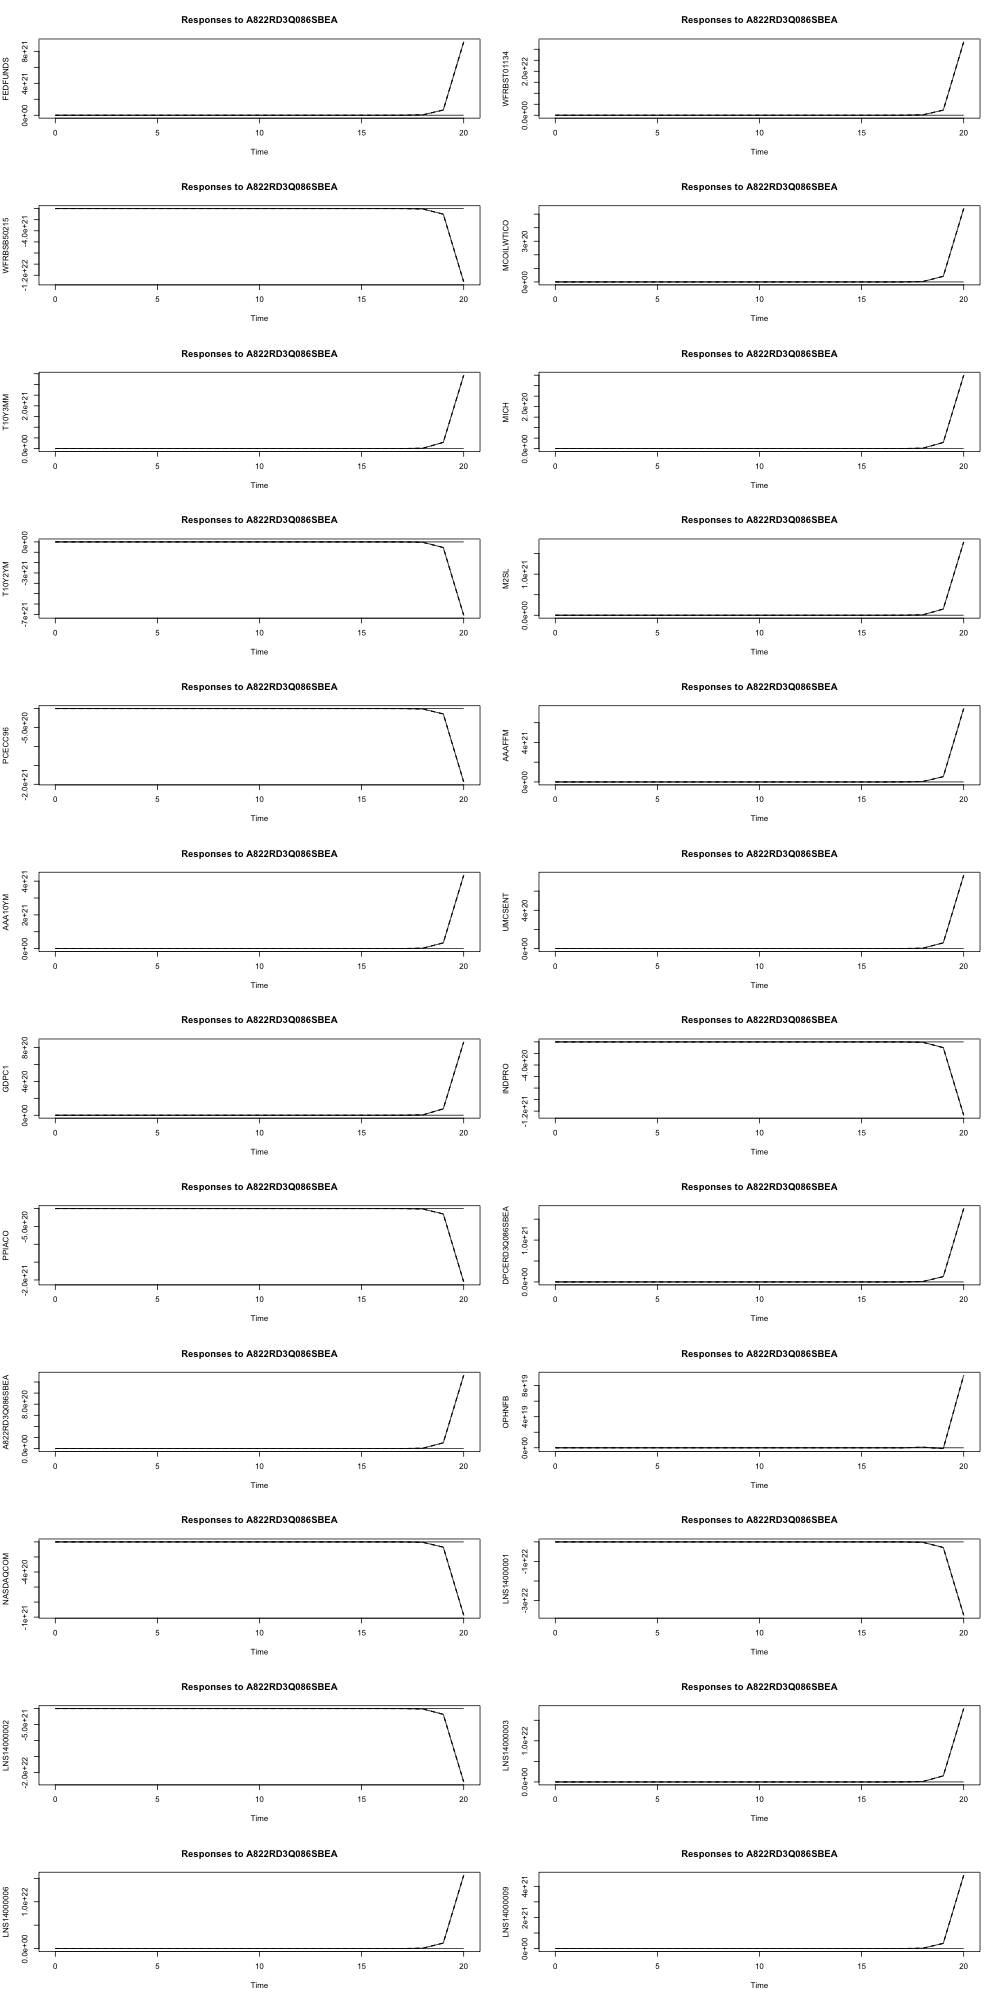 Responses to A822RD3Q086SBEA
FEDFUNDS
0e+00 4e+21 8e+21
0 5 10 15 20
Time
Responses to A822RD3Q086SBEA
WFRBST01134
0.0e+00 2.0e+22
0 5 10 15 20
Time
Responses to A822RD3Q086SBEA
WFRBSB50215
-1.2e+22 -4.0e+21
0 5 10 15 20
Time
Responses to A822RD3Q086SBEA
MCOILWTICO
0e+00 3e+20
0 5 10 15 20
Time
Responses to A822RD3Q086SBEA
T10Y3MM
0.0e+00 2.0e+21
0 5 10 15 20
Time
Responses to A822RD3Q086SBEA
MICH
0.0e+00 2.0e+20
0 5 10 15 20
Time
Responses to A822RD3Q086SBEA
T10Y2YM
-7e+21 -3e+21 0e+00
0 5 10 15 20
Time
Responses to A822RD3Q086SBEA
M2SL
0.0e+00 1.0e+21
0 5 10 15 20
Time
Responses to A822RD3Q086SBEA
PCECC96
-2.0e+21 -5.0e+20
0 5 10 15 20
Time
Responses to A822RD3Q086SBEA
AAAFFM
0e+00 4e+21
0 5 10 15 20
Time
Responses to A822RD3Q086SBEA
AAA10YM
0e+00 2e+21 4e+21
0 5 10 15 20
Time
Responses to A822RD3Q086SBEA
UMCSENT
0e+00 4e+20
0 5 10 15 20
Time
Responses to A822RD3Q086SBEA
GDPC1
0e+00 4e+20 8e+20
0 5 10 15 20
Time
Responses to A822RD3Q086SBEA
INDPRO
-1.2e+21 -4.0e+20
0 5 10 15 20
Time
Responses to A822RD3Q086SBEA
PPIACO
-2.0e+21 -5.0e+20
0 5 10 15 20
Time
Responses to A822RD3Q086SBEA
DPCERD3Q086SBEA
0.0e+00 1.0e+21
0 5 10 15 20
Time
Responses to A822RD3Q086SBEA
A822RD3Q086SBEA
0.0e+00 8.0e+20
0 5 10 15 20
Time
Responses to A822RD3Q086SBEA
OPHNFB
0e+00 4e+19 8e+19
0 5 10 15 20
Time
Responses to A822RD3Q086SBEA
NASDAQCOM
-1e+21 -4e+20
0 5 10 15 20
Time
Responses to A822RD3Q086SBEA
LNS14000001
-3e+22 -1e+22
0 5 10 15 20
Time
Responses to A822RD3Q086SBEA
LNS14000002
-2.0e+22 -5.0e+21
0 5 10 15 20
Time
Responses to A822RD3Q086SBEA
LNS14000003
0.0e+00 1.0e+22
0 5 10 15 20
Time
Responses to A822RD3Q086SBEA
LNS14000006
0.0e+00 1.0e+22
0 5 10 15 20
Time
Responses to A822RD3Q086SBEA
LNS14000009
0e+00 2e+21 4e+21
0 5 10 15 20
Time